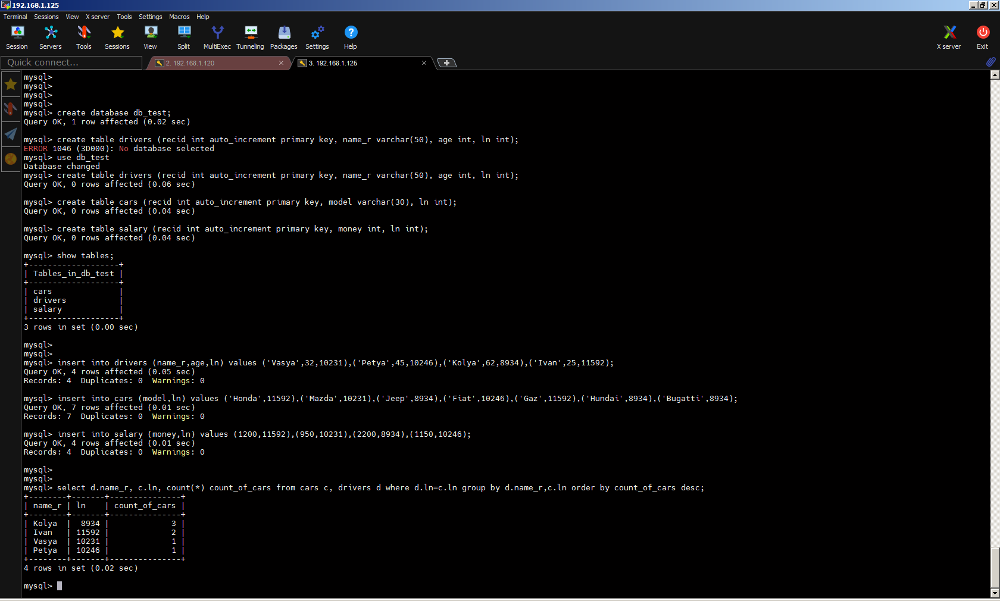 192.168.1.125
Terminal Sessions View X server Tools Settings Macros Help
Session Servers Tools Sessions View Split MultiExec Tunneling Packages Settings Help X server Exit
Quick connect... 2. 192.168.1.120 3. 192.168.1.125
mysql>
mysql>
mysql>
mysql>
mysql> create database db_test;
Query OK, 1 row affected (0.02 sec)
mysql> create table drivers (recid int auto_increment primary key, name_r varchar(50), age int, ln int);
ERROR 1046 (3D000): No database selected
mysql> use db_test
Database changed
mysql> create table drivers (recid int auto_increment primary key, name_r varchar(50), age int, ln int);
Query OK, 0 rows affected (0.06 sec)
mysql> create table cars (recid int auto_increment primary key, model varchar(30), ln int);
Query OK, 0 rows affected (0.04 sec)
mysql> create table salary (recid int auto_increment primary key, money int, ln int);
Query OK, 0 rows affected (0.04 sec)
mysql> show tables;
+-------------------+
| Tables_in_db_test |
+-------------------+
| cars              |
| drivers           |
| salary            |
+-------------------+
3 rows in set (0.00 sec)
mysql>
mysql>
mysql> insert into drivers (name_r,age,ln) values ('Vasya',32,10231),('Petya',45,10246),('Kolya',62,8934),('Ivan',25,11592);
Query OK, 4 rows affected (0.05 sec)
Records: 4  Duplicates: 0  Warnings: 0
mysql> insert into cars (model,ln) values ('Honda',11592),('Mazda',10231),('Jeep',8934),('Fiat',10246),('Gaz',11592),('Hundai',8934),('Bugatti',8934);
Query OK, 7 rows affected (0.01 sec)
Records: 7  Duplicates: 0  Warnings: 0
mysql> insert into salary (money,ln) values (1200,11592),(950,10231),(2200,8934),(1150,10246);
Query OK, 4 rows affected (0.01 sec)
Records: 4  Duplicates: 0  Warnings: 0
mysql>
mysql>
mysql> select d.name_r, c.ln, count(*) count_of_cars from cars c, drivers d where d.ln=c.ln group by d.name_r,c.ln order by count_of_cars desc;
+--------+-------+---------------+
| name_r | ln    | count_of_cars |
+--------+-------+---------------+
| Kolya  |  8934 |             3 |
| Ivan   | 11592 |             2 |
| Vasya  | 10231 |             1 |
| Petya  | 10246 |             1 |
+--------+-------+---------------+
4 rows in set (0.02 sec)
mysql>